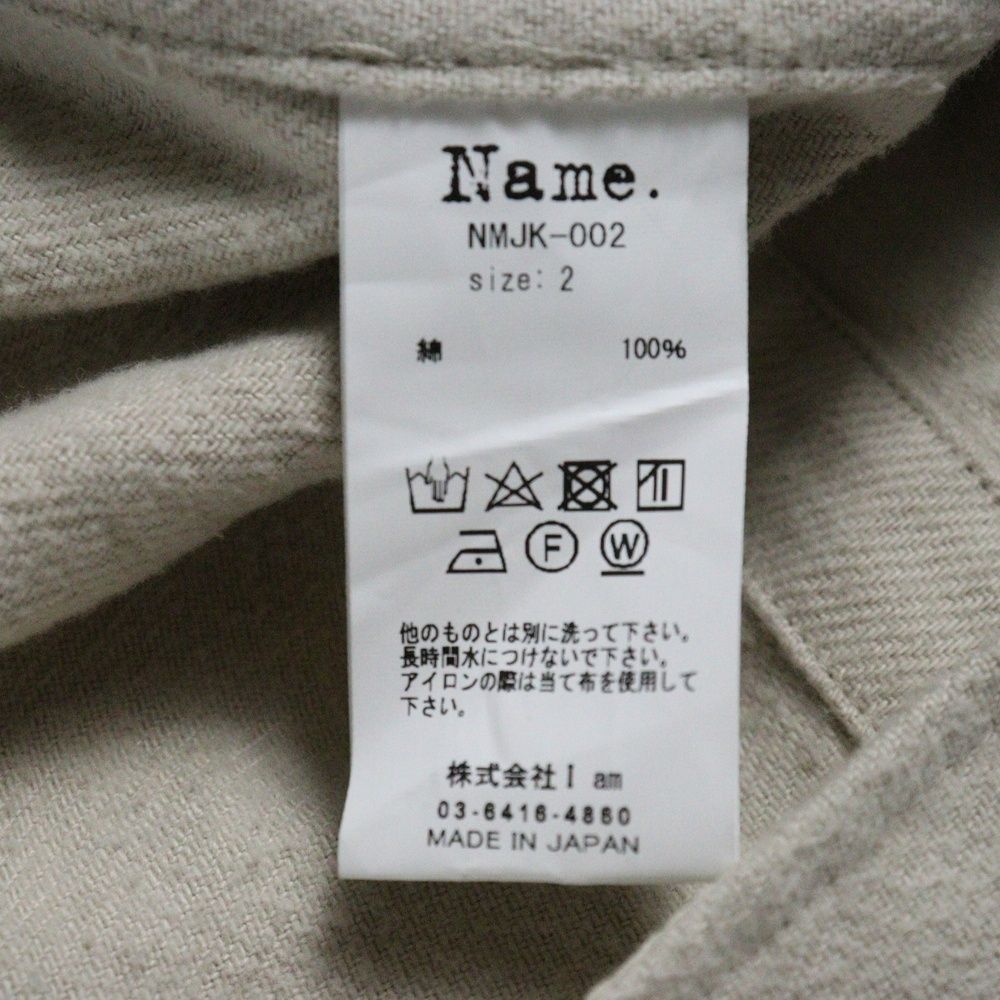 Name.
NMJK-002
size: 2
綿 100%
F W
他のものとは別に洗って下さい。
長時間水につけないで下さい。
アイロンの際は当て布を使用して
下さい。
株式会社I am
03-6416-4860
MADE IN JAPAN